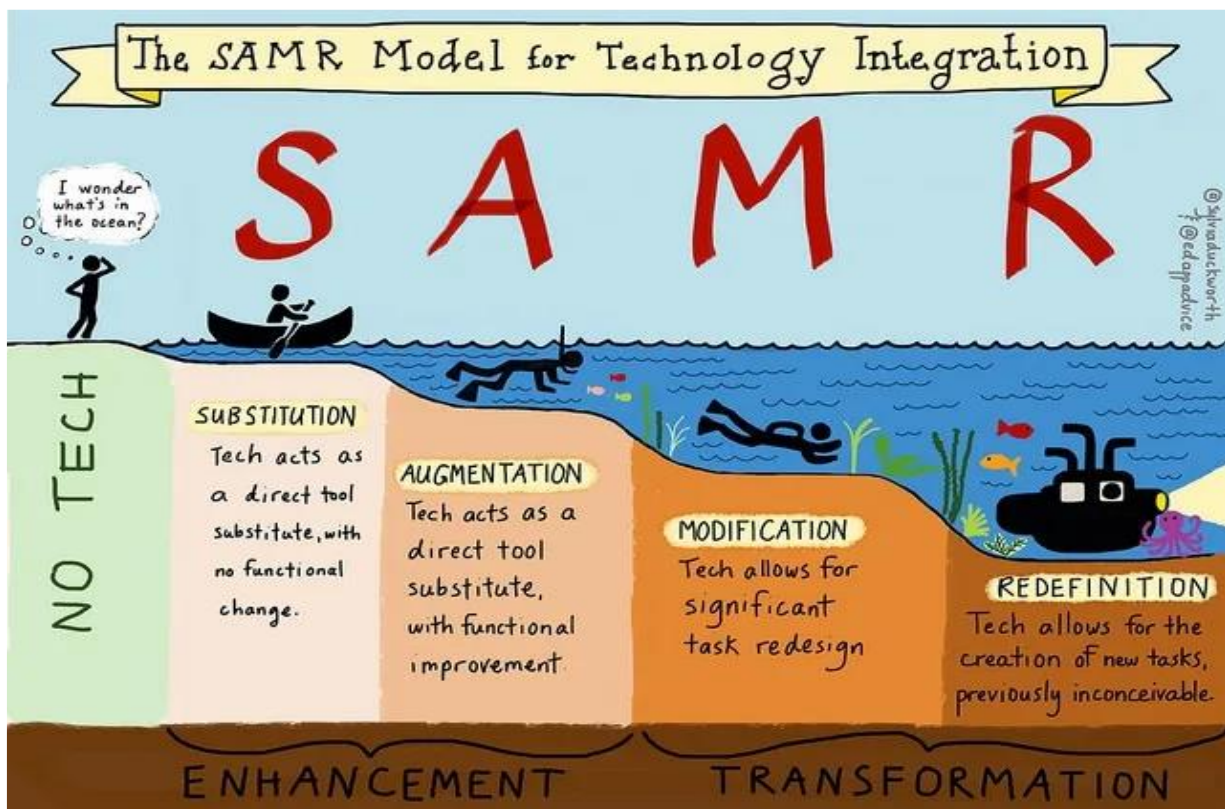 The SAMR Model for Technology Integration
S A M R
I wonder
what's in
the ocean?
@sylviaduckworth
& @edappadvice
NO TECH
SUBSTITUTION
Tech acts as
a direct tool
substitute, with
no functional
change.
AUGMENTATION
Tech acts as a
direct tool
substitute,
with functional
improvement.
MODIFICATION
Tech allows for
significant
task redesign
REDEFINITION
Tech allows for the
creation of new tasks,
previously inconceivable.
ENHANCEMENT
TRANSFORMATION